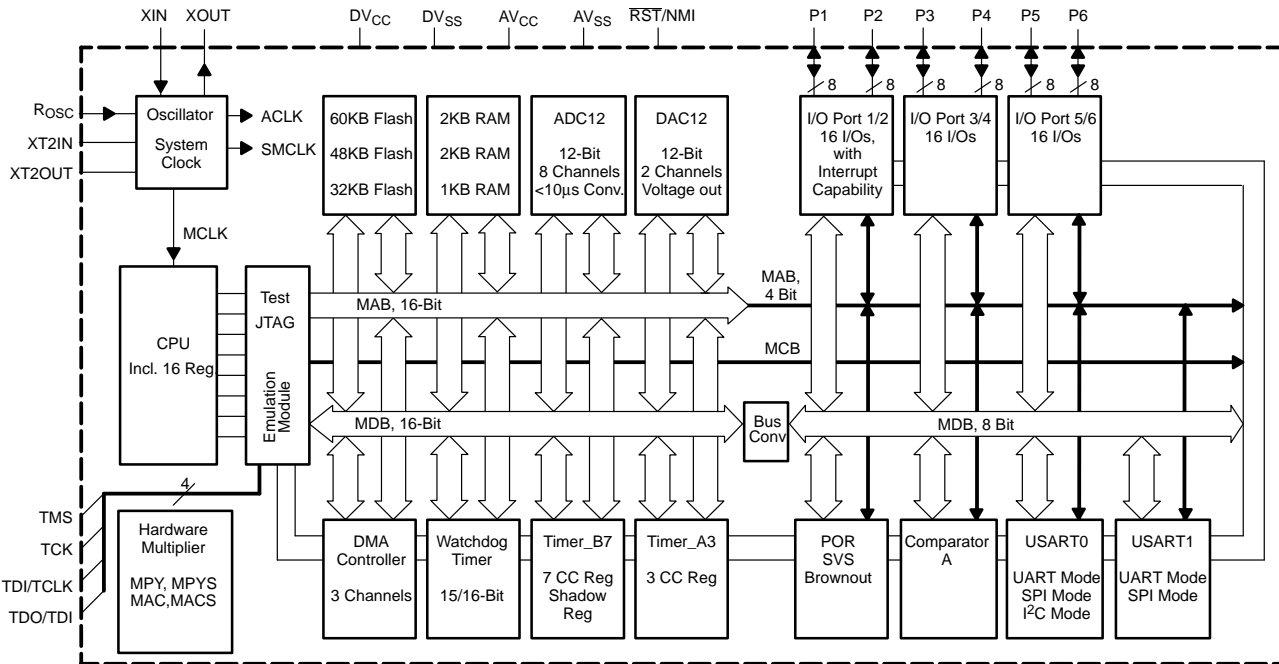 XIN
XOUT
DVCC
DVSS
AVCC
AVSS
RST/NMI
P1
P2
P3
P4
P5
P6
8
8
8
8
8
8
ROSC
XT2IN
XT2OUT
Oscillator
System
Clock
ACLK
SMCLK
MCLK
60KB Flash
48KB Flash
32KB Flash
2KB RAM
2KB RAM
1KB RAM
ADC12
12-Bit
8 Channels
<10μs Conv.
DAC12
12-Bit
2 Channels
Voltage out
I/O Port 1/2
16 I/Os,
with
Interrupt
Capability
I/O Port 3/4
16 I/Os
I/O Port 5/6
16 I/Os
CPU
Incl. 16 Reg.
Test
JTAG
Emulation
Module
MAB, 16-Bit
MAB,
4 Bit
MCB
MDB, 16-Bit
Bus
Conv
MDB, 8 Bit
4
TMS
TCK
TDI/TCLK
TDO/TDI
Hardware
Multiplier
MPY, MPYS
MAC,MACS
DMA
Controller
3 Channels
Watchdog
Timer
15/16-Bit
Timer_B7
7 CC Reg
Shadow
Reg
Timer_A3
3 CC Reg
POR
SVS
Brownout
Comparator
A
USART0
UART Mode
SPI Mode
I2C Mode
USART1
UART Mode
SPI Mode